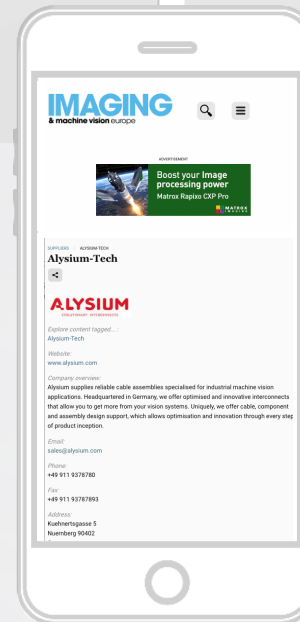 IMAGING
& machine vision europe
ADVERTISEMENT
Boost your Image
processing power
Matrox Rapixo CXP Pro
MATROX
IMAGING
SUPPLIERS ALYSIUM-TECH
Alysium-Tech
ALYSIUM
Explore content tagged... :
Alysium-Tech
Website:
www.alysium.com
Company overview:
Alysium supplies reliable cable assemblies specialised for industrial machine vision
applications. Headquartered in Germany, we offer optimised and innovative interconnects
that allow you to get more from your vision systems. Uniquely, we offer cable, component
and assembly design support, which allows optimisation and innovation through every step
of product inception.
Email:
sales@alysium.com
Phone:
+49 911 9378780
Fax:
+49 911 93787893
Address:
Kuehnertsgasse 5
Nuernberg 90402